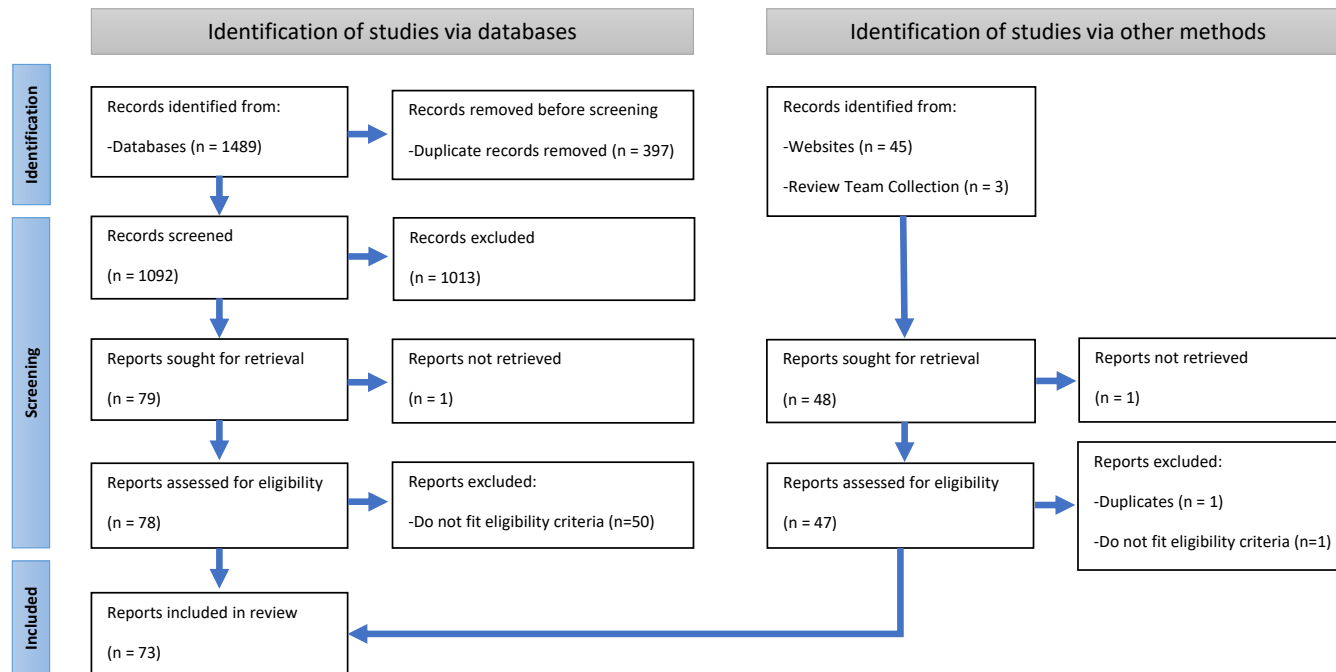 Identification of studies via databases
Identification of studies via other methods
Identification
Records identified from:
-Databases (n = 1489)
Records removed before screening
-Duplicate records removed (n = 397)
Records identified from:
-Websites (n = 45)
-Review Team Collection (n = 3)
Screening
Records screened
(n = 1092)
Records excluded
(n = 1013)
Reports sought for retrieval
(n = 79)
Reports not retrieved
(n = 1)
Reports sought for retrieval
(n = 48)
Reports not retrieved
(n = 1)
Reports assessed for eligibility
(n = 78)
Reports excluded:
-Do not fit eligibility criteria (n=50)
Reports assessed for eligibility
(n = 47)
Reports excluded:
-Duplicates (n = 1)
-Do not fit eligibility criteria (n=1)
Included
Reports included in review
(n = 73)